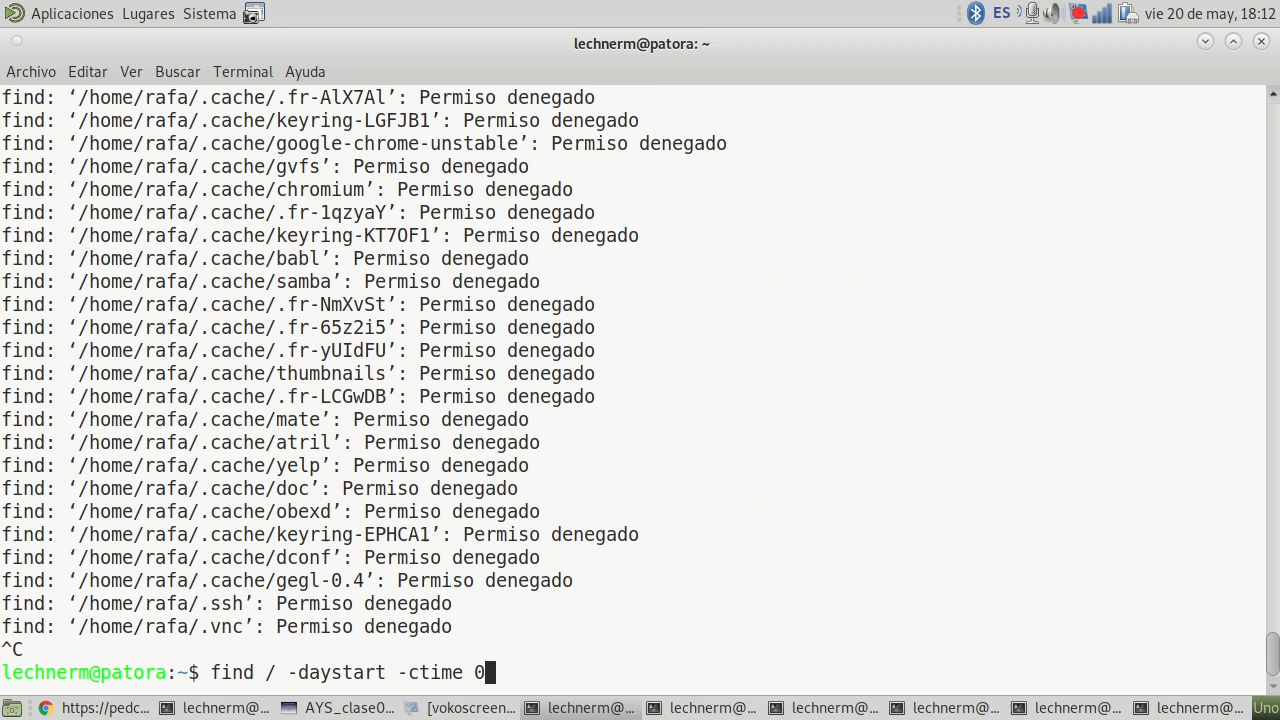 Aplicaciones Lugares Sistema ES vie 20 de may, 18:12
lechnerm@patora: ~
Archivo Editar Ver Buscar Terminal Ayuda
find: ‘/home/rafa/.cache/.fr-AlX7Al’: Permiso denegado
find: ‘/home/rafa/.cache/keyring-LGFJB1’: Permiso denegado
find: ‘/home/rafa/.cache/google-chrome-unstable’: Permiso denegado
find: ‘/home/rafa/.cache/gvfs’: Permiso denegado
find: ‘/home/rafa/.cache/chromium’: Permiso denegado
find: ‘/home/rafa/.cache/.fr-1qzyaY’: Permiso denegado
find: ‘/home/rafa/.cache/keyring-KT7OF1’: Permiso denegado
find: ‘/home/rafa/.cache/babl’: Permiso denegado
find: ‘/home/rafa/.cache/samba’: Permiso denegado
find: ‘/home/rafa/.cache/.fr-NmXvSt’: Permiso denegado
find: ‘/home/rafa/.cache/.fr-65z2i5’: Permiso denegado
find: ‘/home/rafa/.cache/.fr-yUIdFU’: Permiso denegado
find: ‘/home/rafa/.cache/thumbnails’: Permiso denegado
find: ‘/home/rafa/.cache/.fr-LCGwDB’: Permiso denegado
find: ‘/home/rafa/.cache/mate’: Permiso denegado
find: ‘/home/rafa/.cache/atril’: Permiso denegado
find: ‘/home/rafa/.cache/yelp’: Permiso denegado
find: ‘/home/rafa/.cache/doc’: Permiso denegado
find: ‘/home/rafa/.cache/obexd’: Permiso denegado
find: ‘/home/rafa/.cache/keyring-EPHCA1’: Permiso denegado
find: ‘/home/rafa/.cache/dconf’: Permiso denegado
find: ‘/home/rafa/.cache/gegl-0.4’: Permiso denegado
find: ‘/home/rafa/.ssh’: Permiso denegado
find: ‘/home/rafa/.vnc’: Permiso denegado
^C
lechnerm@patora:~$ find / -daystart -ctime 0
https://pedc... lechnerm@... AYS_clase0... [vokoscreen... lechnerm@... lechnerm@... lechnerm@... lechnerm@... lechnerm@... lechnerm@... Uno